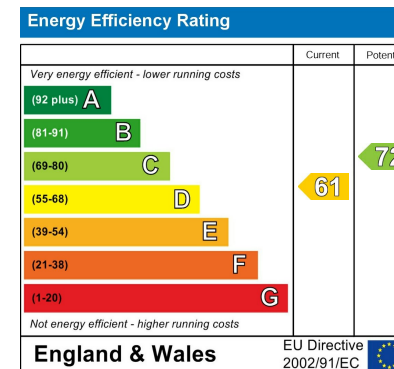 Energy Efficiency Rating
Current Potent
Very energy efficient - lower running costs
(92 plus) A
(81-91) B
(69-80) C
72
(55-68) D
61
(39-54) E
(21-38) F
(1-20) G
Not energy efficient - higher running costs
England & Wales
EU Directive
2002/91/EC